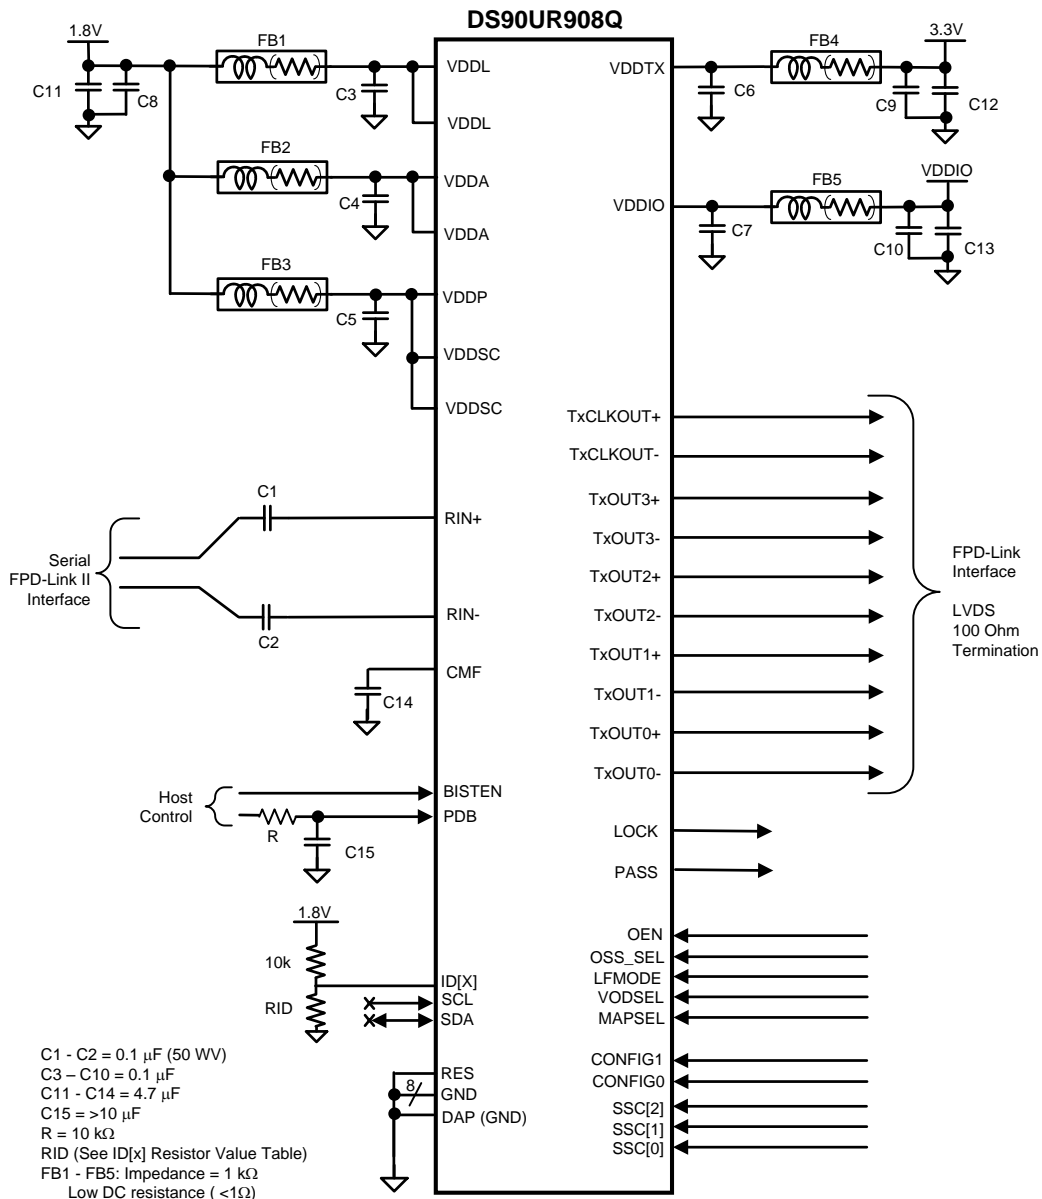 DS90UR908Q
1.8V
FB1
VDDL
C11
C8
C3
VDDL
FB2
VDDA
C4
VDDA
FB3
VDDP
C5
VDDSC
VDDSC
VDDTX
FB4
3.3V
C6
C9
C12
VDDIO
FB5
VDDIO
C7
C10
C13
C1
RIN+
Serial
FPD-Link II
Interface
RIN-
C2
CMF
C14
TxCLKOUT+
TxCLKOUT-
TxOUT3+
TxOUT3-
TxOUT2+
TxOUT2-
TxOUT1+
TxOUT1-
TxOUT0+
TxOUT0-
FPD-Link
Interface
LVDS
100 Ohm
Termination
Host
Control
BISTEN
PDB
R
C15
LOCK
PASS
1.8V
10k
RID
ID[X]
SCL
SDA
OEN
OSS_SEL
LFMODE
VODSEL
MAPSEL
CONFIG1
CONFIG0
SSC[2]
SSC[1]
SSC[0]
RES
8
GND
DAP (GND)
C1 - C2 = 0.1 μF (50 WV)
C3 – C10 = 0.1 μF
C11 - C14 = 4.7 μF
C15 = >10 μF
R = 10 kΩ
RID (See ID[x] Resistor Value Table)
FB1 - FB5: Impedance = 1 kΩ
Low DC resistance ( <1Ω)